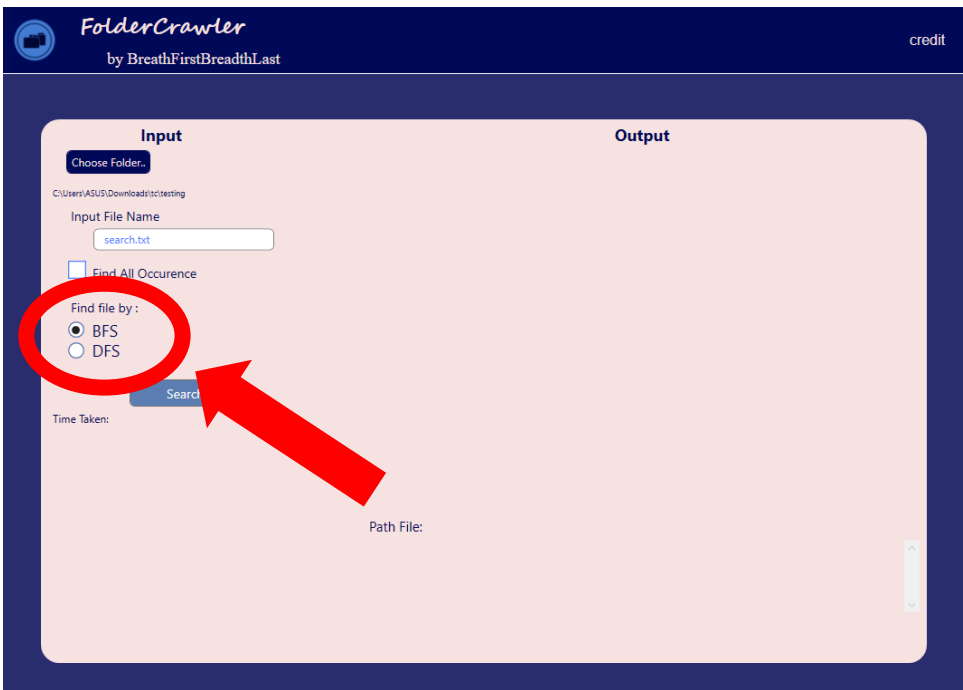 FolderCrawler
by BreathFirstBreadthLast
credit
Input
Output
Choose Folder..
C:\Users\ASUS\Downloads\tc\testing
Input File Name
search.txt
Find All Occurence
Find file by :
BFS
DFS
Search
Time Taken:
Path File: